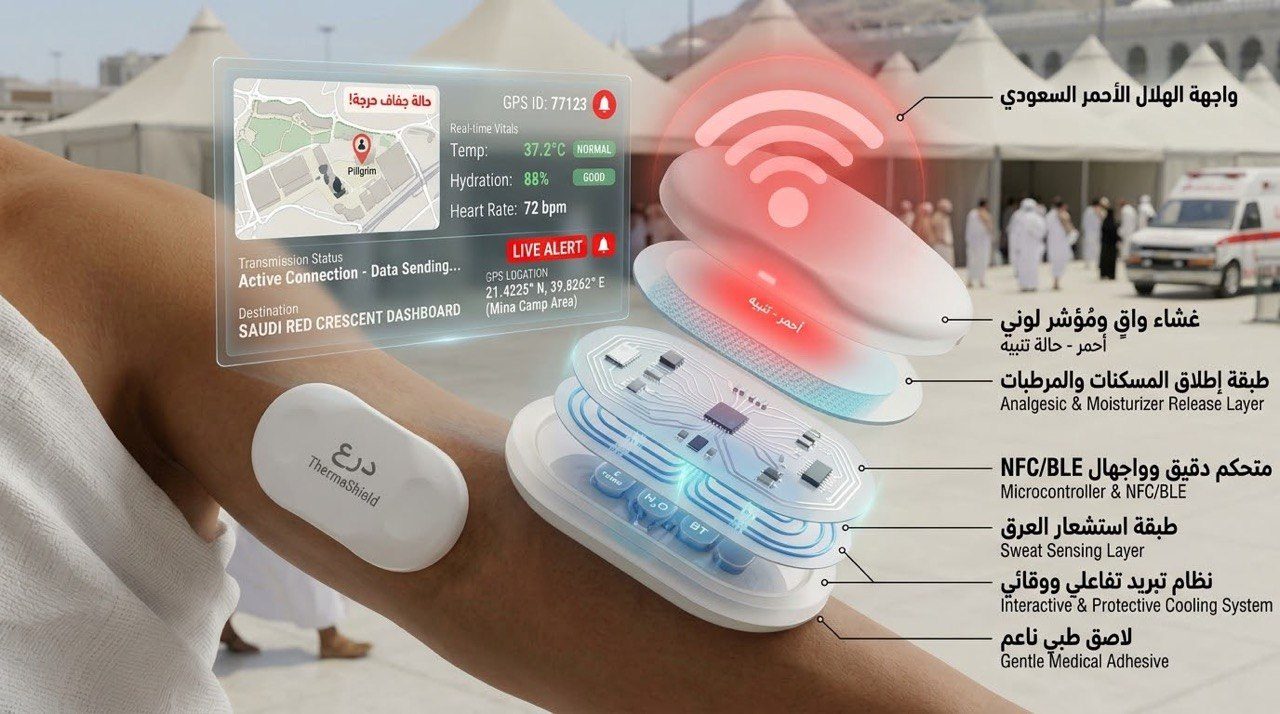 حالة جفاف حرجة!
Pillgrim
GPS ID: 77123
Real-time Vitals
Temp: 37.2°C NORMAL
Hydration: 88% GOOD
Heart Rate: 72 bpm
LIVE ALERT
Transmission Status
Active Connection - Data Sending...
Destination
SAUDI RED CRESCENT DASHBOARD
GPS LOCATION
21.4225° N, 39.8262° E
(Mina Camp Area)
درع
ThermaShield
أحمر - تنبيه
H₂O
BT
واجهة الهلال الأحمر السعودي
غشاء واقٍ ومُؤشر لوني
أحمر - حالة تنبيه
طبقة إطلاق المسكنات والمرطبات
Analgesic & Moisturizer Release Layer
متحكم دقيق وواجهال NFC/BLE
Microcontroller & NFC/BLE
طبقة استشعار العرق
Sweat Sensing Layer
نظام تبريد تفاعلي ووقائي
Interactive & Protective Cooling System
لاصق طبي ناعم
Gentle Medical Adhesive